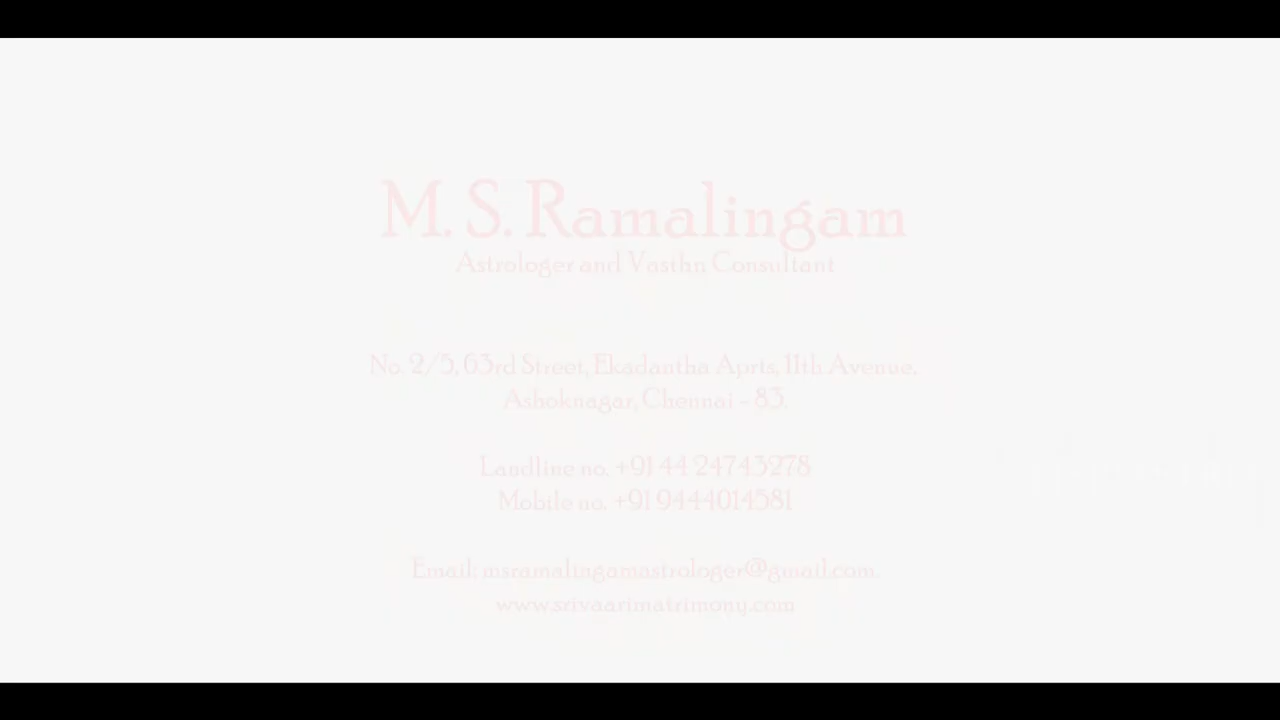 M. S. Ramalingam
Astrologer and Vasthu Consultant
No. 2/5, 63rd Street, Ekadantha Aprts, 11th Avenue,
Ashoknagar, Chennai - 83.
Landline no. +91 44 24743278
Mobile no. +91 9444014581
Email: msramalingamastrologer@gmail.com.
www.srivaarimatrimony.com